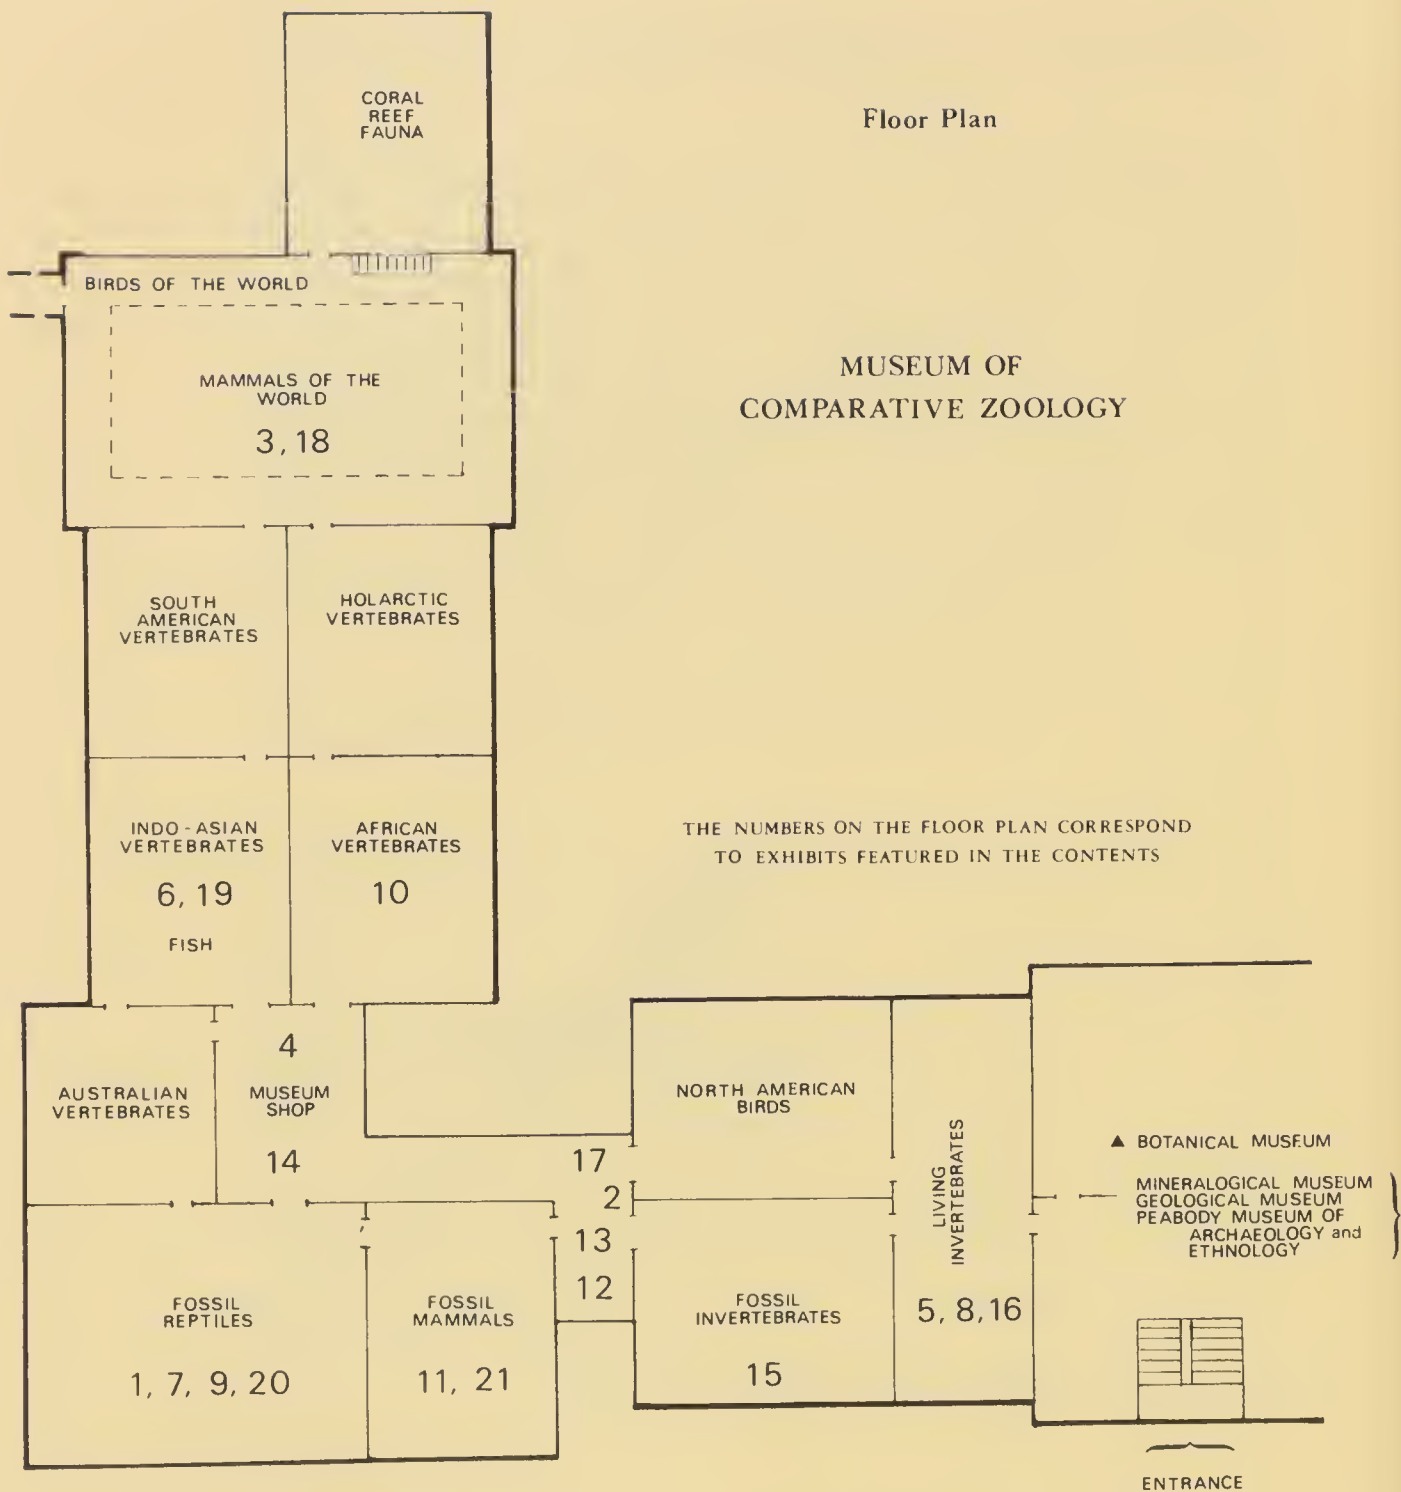 Floor Plan
MUSEUM OF
COMPARATIVE ZOOLOGY
CORAL
REEF
FAUNA
BIRDS OF THE WORLD
MAMMALS OF THE
WORLD
3, 18
SOUTH
AMERICAN
VERTEBRATES
HOLARCTIC
VERTEBRATES
INDO-ASIAN
VERTEBRATES
6, 19
FISH
AFRICAN
VERTEBRATES
10
THE NUMBERS ON THE FLOOR PLAN CORRESPOND
TO EXHIBITS FEATURED IN THE CONTENTS
AUSTRALIAN
VERTEBRATES
4
MUSEUM
SHOP
14
17
2
13
12
NORTH AMERICAN
BIRDS
LIVING
INVERTEBRATES
5, 8, 16
▲ BOTANICAL MUSEUM
MINERALOGICAL MUSEUM
GEOLOGICAL MUSEUM
PEABODY MUSEUM OF
ARCHAEOLOGY and
ETHNOLOGY
FOSSIL
REPTILES
1, 7, 9, 20
FOSSIL
MAMMALS
11, 21
FOSSIL
INVERTEBRATES
15
ENTRANCE